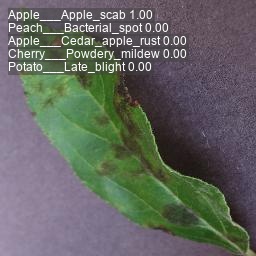 Apple___Apple_scab 1.00
Peach___Bacterial_spot 0.00
Apple___Cedar_apple_rust 0.00
Cherry___Powdery_mildew 0.00
Potato___Late_blight 0.00